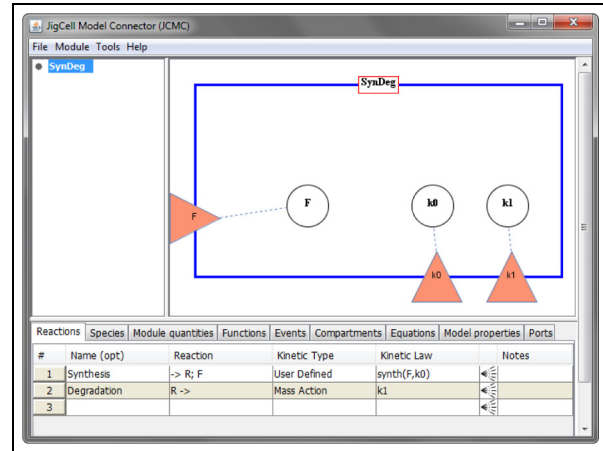 JigCell Model Connector (JCMC)
File Module Tools Help
SynDeg
SynDeg
F
F
k0
k1
k0
k1
Reactions Species Module quantities Functions Events Compartments Equations Model properties Ports
# Name (opt) Reaction Kinetic Type Kinetic Law Notes
1 Synthesis -> R; F User Defined synth(F,k0)
2 Degradation R -> Mass Action k1
3